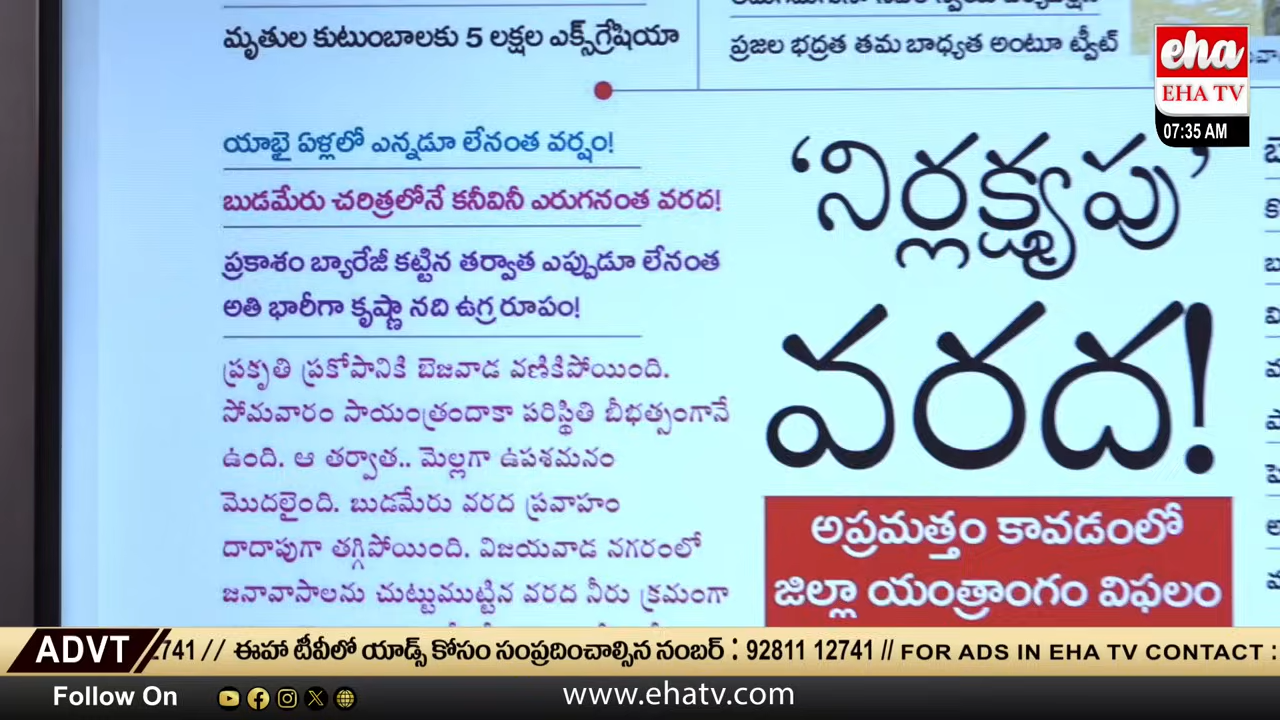 మృతుల కుటుంబాలకు 5 లక్షల ఎక్స్‌గ్రేషియా
ప్రజల భద్రత తమ బాధ్యత అంటూ ట్వీట్
eha
EHA TV
07:35 AM
యాభై ఏళ్లలో ఎన్నడూ లేనంత వర్షం!
బుడమేరు చరిత్రలోనే కనీవినీ ఎరుగనంత వరద!
ప్రకాశం బ్యారేజీ కట్టిన తర్వాత ఎప్పుడూ లేనంత
అతి భారీగా కృష్ణా నది ఉగ్ర రూపం!
ప్రకృతి ప్రకోపానికి బెజవాడ వణికిపోయింది.
సోమవారం సాయంత్రందాకా పరిస్థితి బీభత్సంగానే
ఉంది. ఆ తర్వాత.. మెల్లగా ఉపశమనం
మొదలైంది. బుడమేరు వరద ప్రవాహం
దాదాపుగా తగ్గిపోయింది. విజయవాడ నగరంలో
జనావాసాలను చుట్టుముట్టిన వరద నీరు క్రమంగా
‘నిర్లక్ష్యపు’
వరద!
అప్రమత్తం కావడంలో
జిల్లా యంత్రాంగం విఫలం
ADVT
2741 // ఈహా టీవీలో యాడ్స్ కోసం సంప్రదించాల్సిన నంబర్ : 92811 12741 // FOR ADS IN EHA TV CONTACT :
Follow On
www.ehatv.com